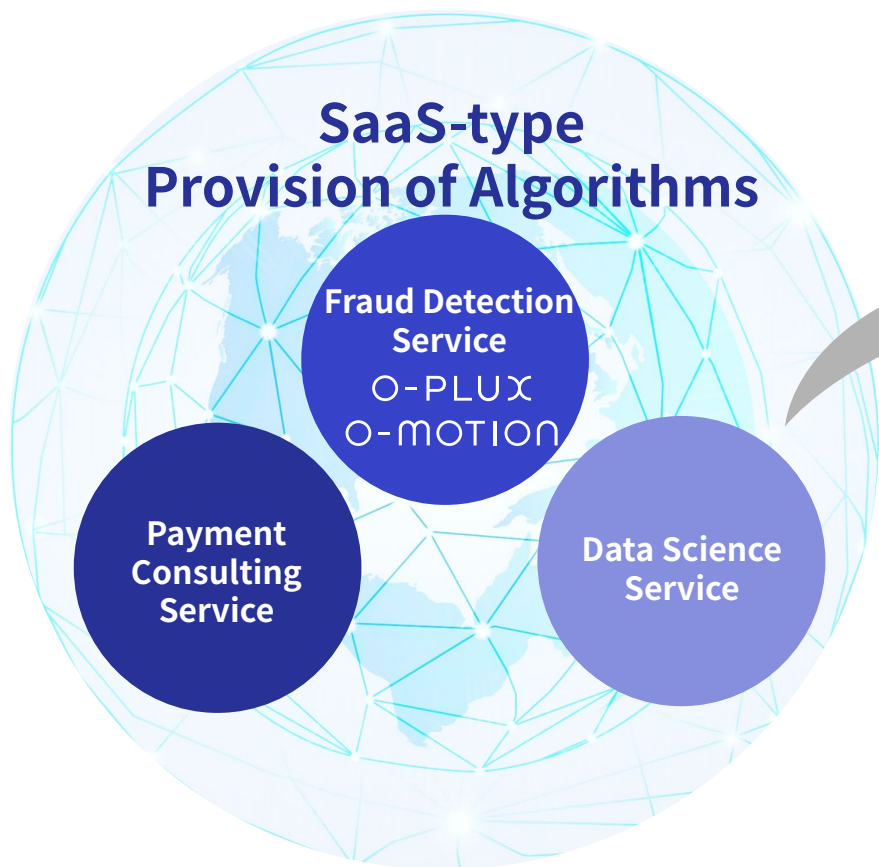 SaaS-type
Provision of Algorithms
Fraud Detection
Service
O-PLUX
O-MOTION
Payment
Consulting
Service
Data Science
Service